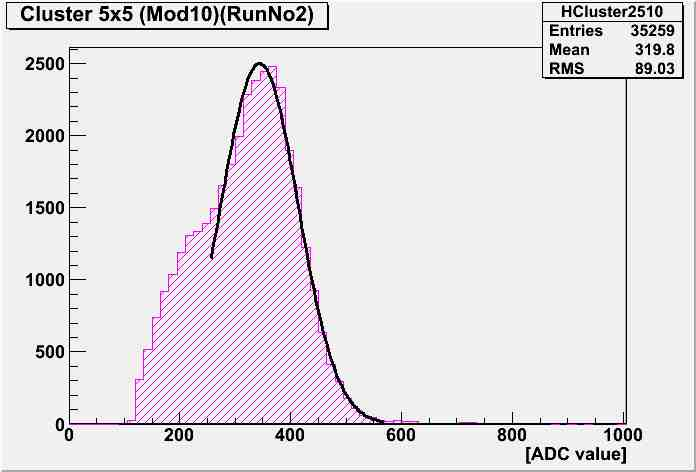 Cluster 5x5 (Mod10)(RunNo2)
HCluster2510
Entries 35259
Mean 319.8
RMS 89.03
2500
2000
1500
1000
500
0
0 200 400 600 800 1000
[ADC value]